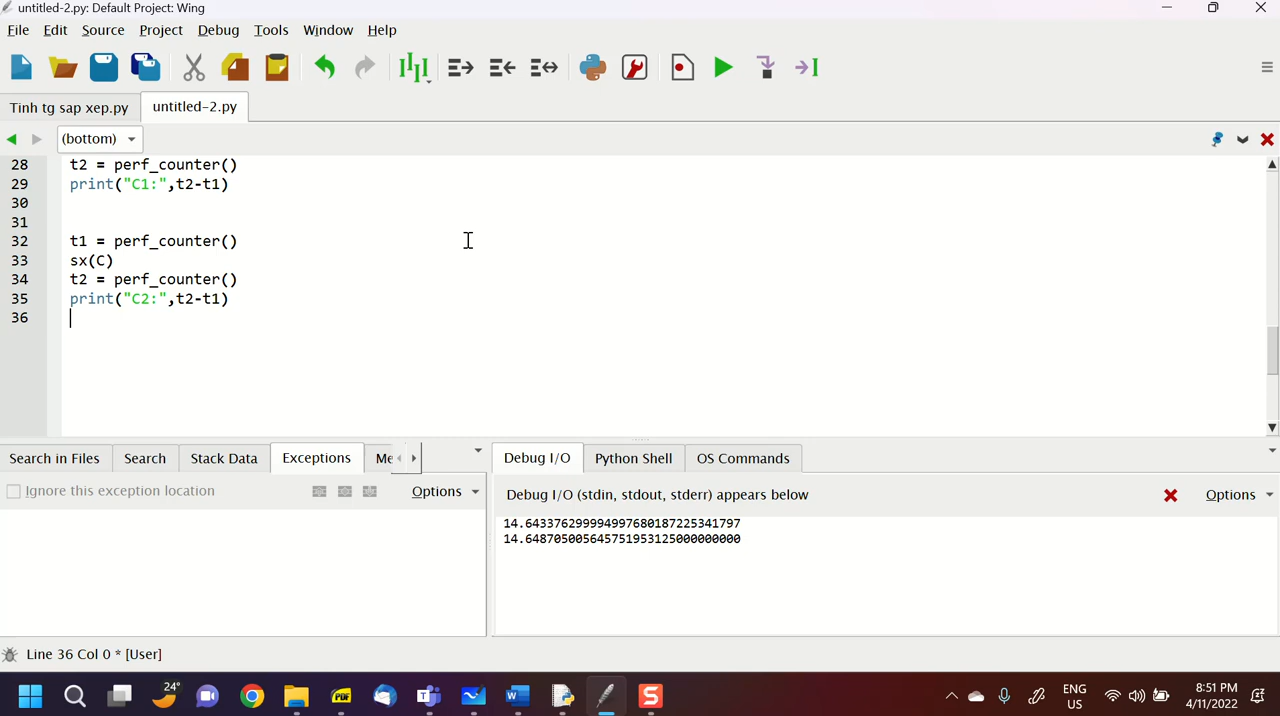 untitled-2.py: Default Project: Wing
File Edit Source Project Debug Tools Window Help
Tinh tg sap xep.py untitled-2.py
(bottom)
28 t2 = perf_counter()
29 print("C1:",t2-t1)
30
31
32 t1 = perf_counter()
33 sx(C)
34 t2 = perf_counter()
35 print("C2:",t2-t1)
36
Search in Files Search Stack Data Exceptions Me Debug I/O Python Shell OS Commands
Ignore this exception location Options Debug I/O (stdin, stdout, stderr) appears below Options
14.643376299994997680187225341797
14.648705005645751953125000000000
Line 36 Col 0 * [User]
24° PDF ENG 8:51 PM
US 4/11/2022